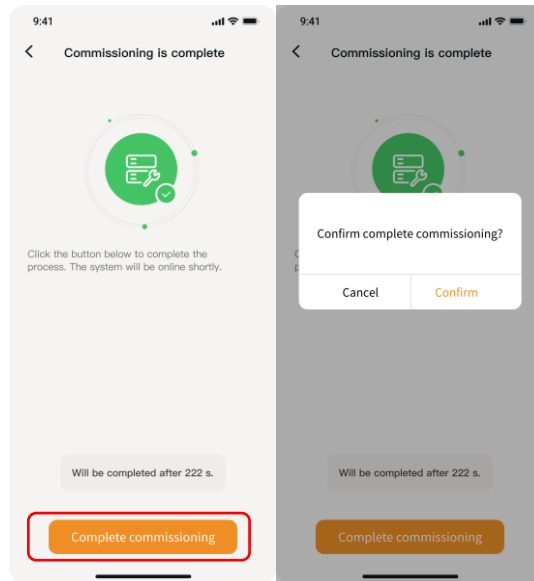 9:41
Commissioning is complete
Click the button below to complete the
process. The system will be online shortly.
Will be completed after 222 s.
Complete commissioning
9:41
Commissioning is complete
Confirm complete commissioning?
Cancel
Confirm
Will be completed after 222 s.
Complete commissioning